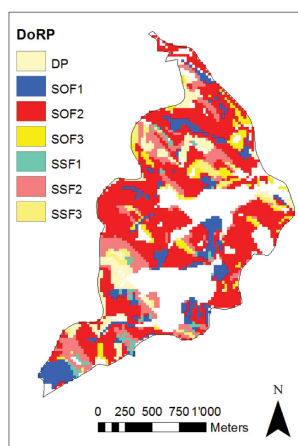 DoRP
DP
SOF1
SOF2
SOF3
SSF1
SSF2
SSF3
N
0 250 500 750 1'000
Meters